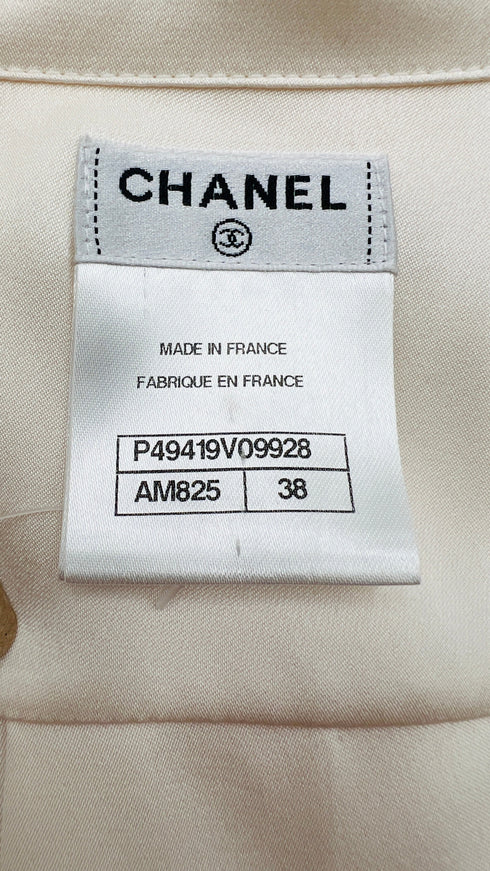 CHANEL
MADE IN FRANCE
FABRIQUE EN FRANCE
P49419V09928
AM825 38